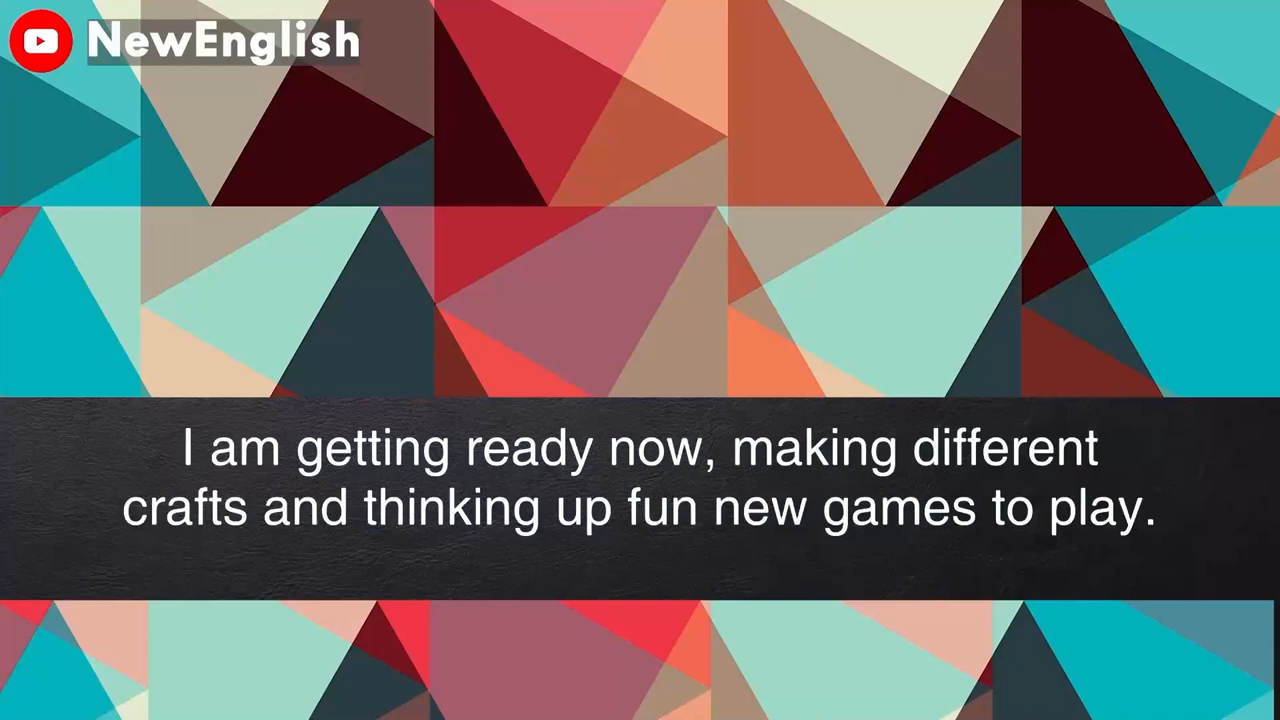 NewEnglish
I am getting ready now, making different
crafts and thinking up fun new games to play.